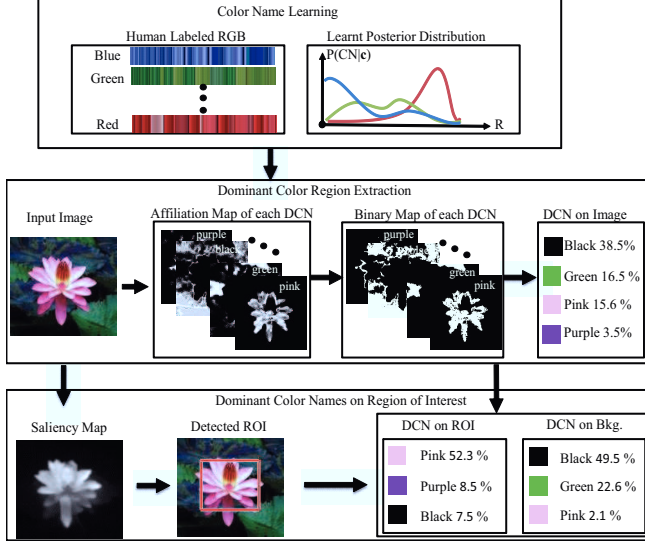 Color Name Learning
Human Labeled RGB
Blue
Green
Red
Learnt Posterior Distribution
P(CN|c)
R
Dominant Color Region Extraction
Input Image
Affiliation Map of each DCN
purple
black
green
pink
Binary Map of each DCN
purple
green
pink
DCN on Image
Black 38.5%
Green 16.5 %
Pink 15.6 %
Purple 3.5%
Dominant Color Names on Region of Interest
Saliency Map
Detected ROI
DCN on ROI
Pink 52.3 %
Purple 8.5 %
Black 7.5 %
DCN on Bkg.
Black 49.5 %
Green 22.6 %
Pink 2.1 %